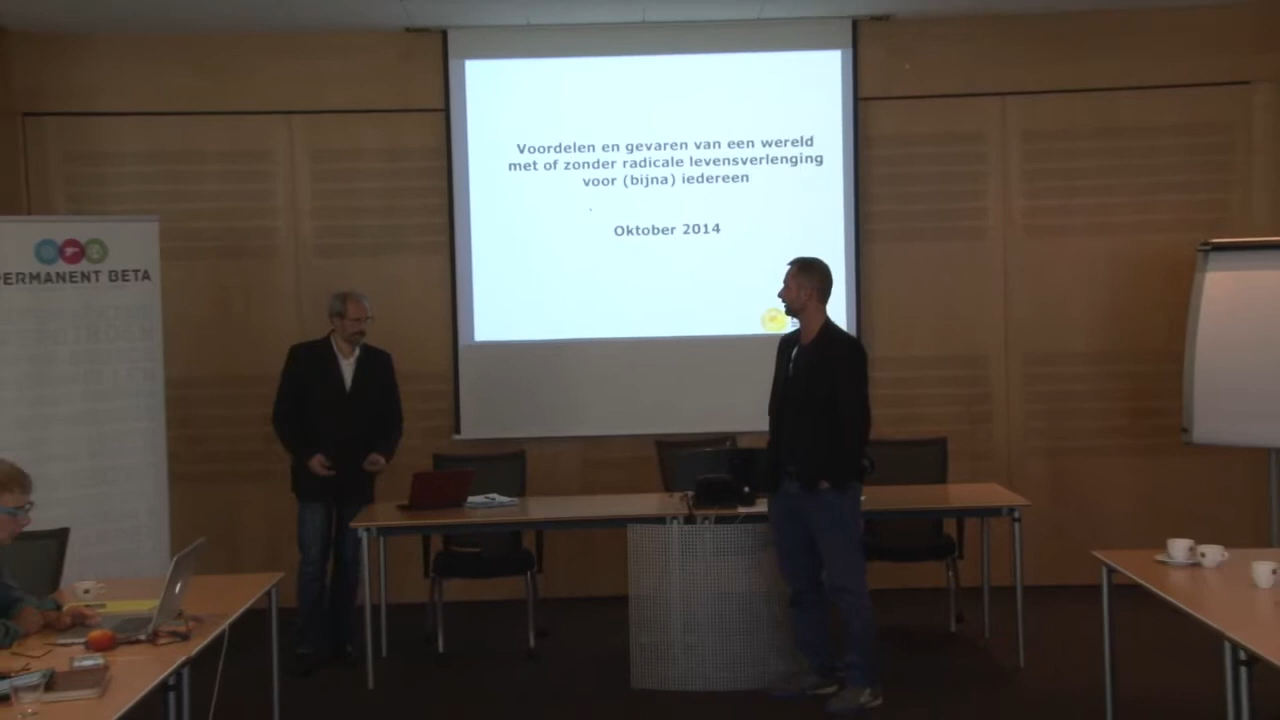 Voordelen en gevaren van een wereld
met of zonder radicale levensverlenging
voor (bijna) iedereen
Oktober 2014
PERMANENT BETA